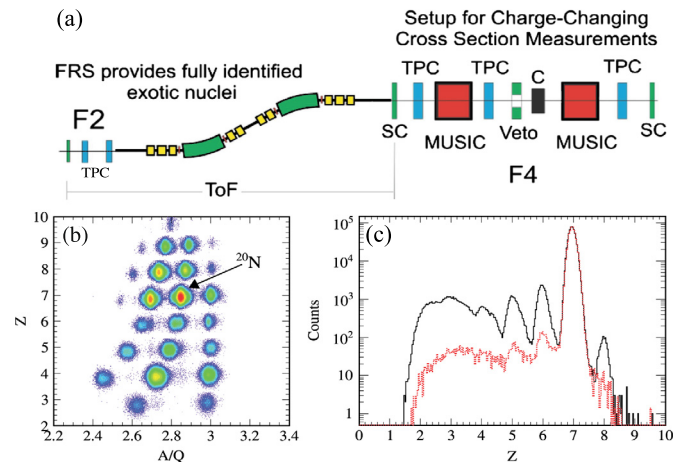 (a)
Setup for Charge-Changing
Cross Section Measurements
FRS provides fully identified
exotic nuclei
TPC TPC C TPC
F2
TPC
SC MUSIC Veto MUSIC SC
ToF
F4
(b)
20N
Z
10
9
8
7
6
5
4
3
2
2.2 2.4 2.6 2.8 3 3.2 3.4
A/Q
(c)
Counts
10^5
10^4
10^3
10^2
10
1
0 1 2 3 4 5 6 7 8 9 10
Z